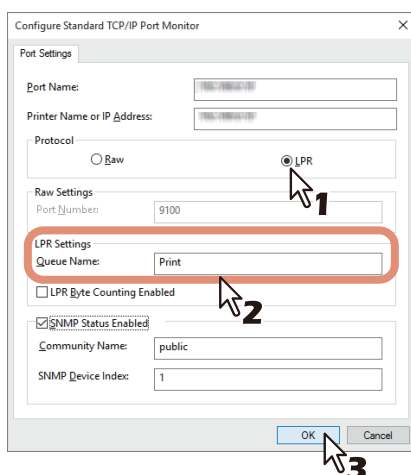 Configure Standard TCP/IP Port Monitor
Port Settings
Port Name:
Printer Name or IP Address:
Protocol
Raw
LPR
1
Raw Settings
Port Number: 9100
LPR Settings
Queue Name: Print
2
LPR Byte Counting Enabled
SNMP Status Enabled
Community Name: public
SNMP Device Index: 1
OK Cancel
3